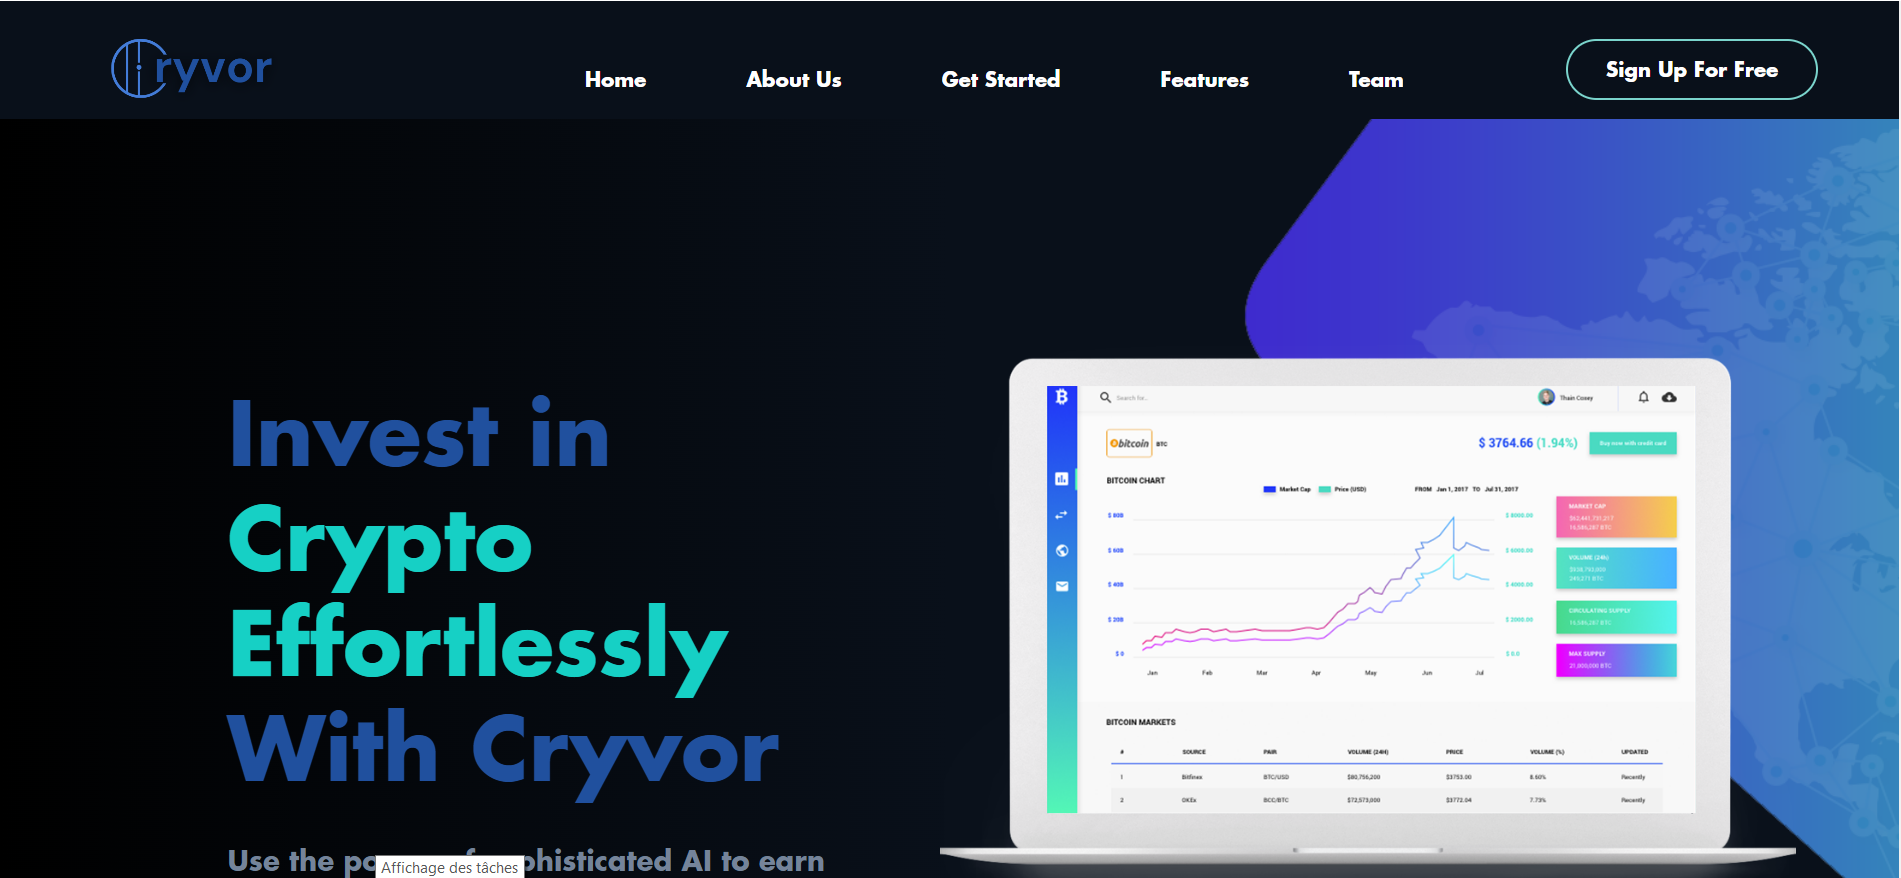 Cryvor
Home
About Us
Get Started
Features
Team
Sign Up For Free
Invest in
Crypto
Effortlessly
With Cryvor
Use the po
phisticated AI to earn
Affichage des tâches
Search for...
Thain Cosey
bitcoin
BTC
$ 3764.66 (1.94%)
Buy now with credit card
BITCOIN CHART
Market Cap
Price (USD)
FROM Jan 1, 2017 TO Jul 31, 2017
$ 80B
$ 60B
$ 40B
$ 20B
$ 0
$ 8000.00
$ 6000.00
$ 4000.00
$ 2000.00
$ 0.0
Jan
Feb
Mar
Apr
May
Jun
Jul
MARKET CAP
$62,441,731,217
16,586,287 BTC
VOLUME (24h)
$938,793,000
249,371 BTC
CIRCULATING SUPPLY
16,586,287 BTC
MAX SUPPLY
21,000,000 BTC
BITCOIN MARKETS
# SOURCE PAIR VOLUME (24H) PRICE VOLUME (%) UPDATED
1 Bitfinex BTC/USD $80,756,200 $3753.00 8.60% Recently
2 OKEx BCC/BTC $72,573,000 $3772.04 7.73% Recently